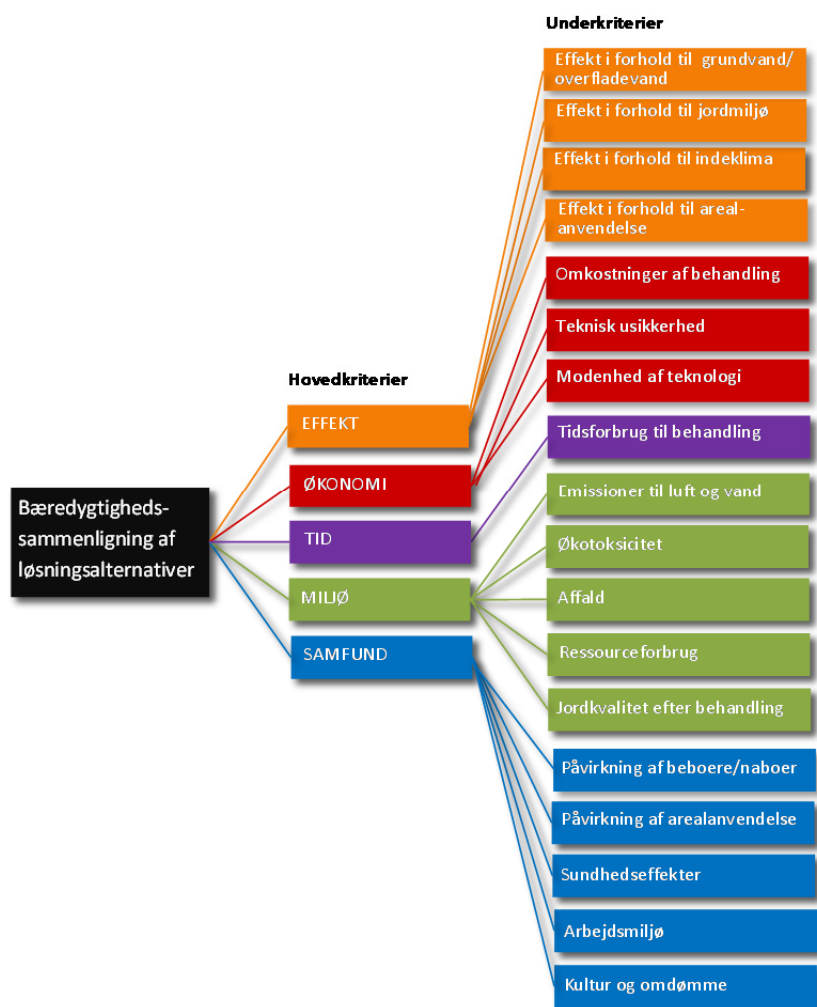 Underkriterier
Effekt i forhold til grundvand/
overfladevand
Effekt i forhold til jordmiljø
Effekt i forhold til indeklima
Effekt i forhold til areal-
anvendelse
Omkostninger af behandling
Teknisk usikkerhed
Modenhed af teknologi
Tidsforbrug til behandling
Emissioner til luft og vand
Økotoksicitet
Affald
Ressourceforbrug
Jordkvalitet efter behandling
Påvirkning af beboere/naboer
Påvirkning af arealanvendelse
Sundhedseffekter
Arbejdsmiljø
Kultur og omdømme
Hovedkriterier
EFFEKT
ØKONOMI
TID
MILJØ
SAMFUND
Bæredygtigheds-
sammenligning af
løsningsalternativer